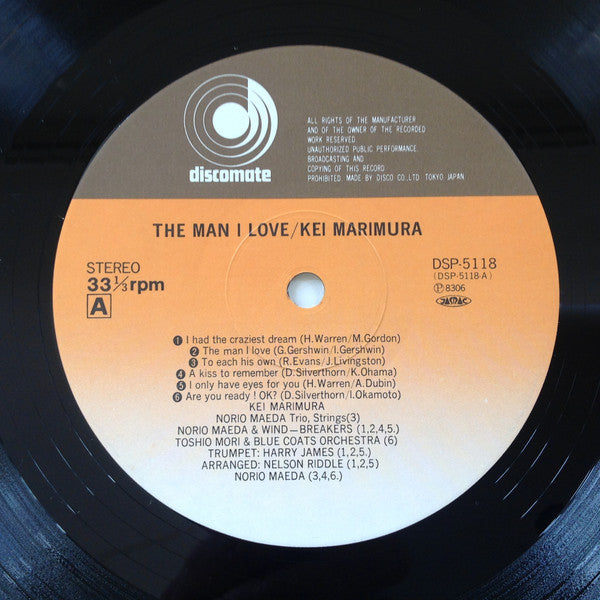 discomate
ALL RIGHTS OF THE MANUFACTURER
AND OF THE OWNER OF THE RECORDED
WORK RESERVED.
UNAUTHORIZED PUBLIC PERFORMANCE
BROADCASTING AND
COPYING OF THIS RECORD
PROHIBITED. MADE BY DISCO CO.,LTD. TOKYO JAPAN
THE MAN I LOVE/KEI MARIMURA
STEREO
33⅓rpm
A
DSP-5118
(DSP-5118-A)
Ⓟ8306
JASRAC
❶ I had the craziest dream (H.Warren/M.Gordon)
❷ The man I love (G.Gershwin/I.Gershwin)
❸ To each his own (R.Evans/J.Livingston)
❹ A kiss to remember (D.Silverthorn/K.Ohama)
❺ I only have eyes for you (H.Warren/A.Dubin)
❻ Are you ready! OK? (D.Silverthorn/I.Okamoto)
KEI MARIMURA
NORIO MAEDA Trio, Strings(3)
NORIO MAEDA & WIND—BREAKERS (1,2,4,5.)
TOSHIO MORI & BLUE COATS ORCHESTRA (6)
TRUMPET: HARRY JAMES (1,2,5.)
ARRANGED: NELSON RIDDLE (1,2,5)
NORIO MAEDA (3,4,6.)